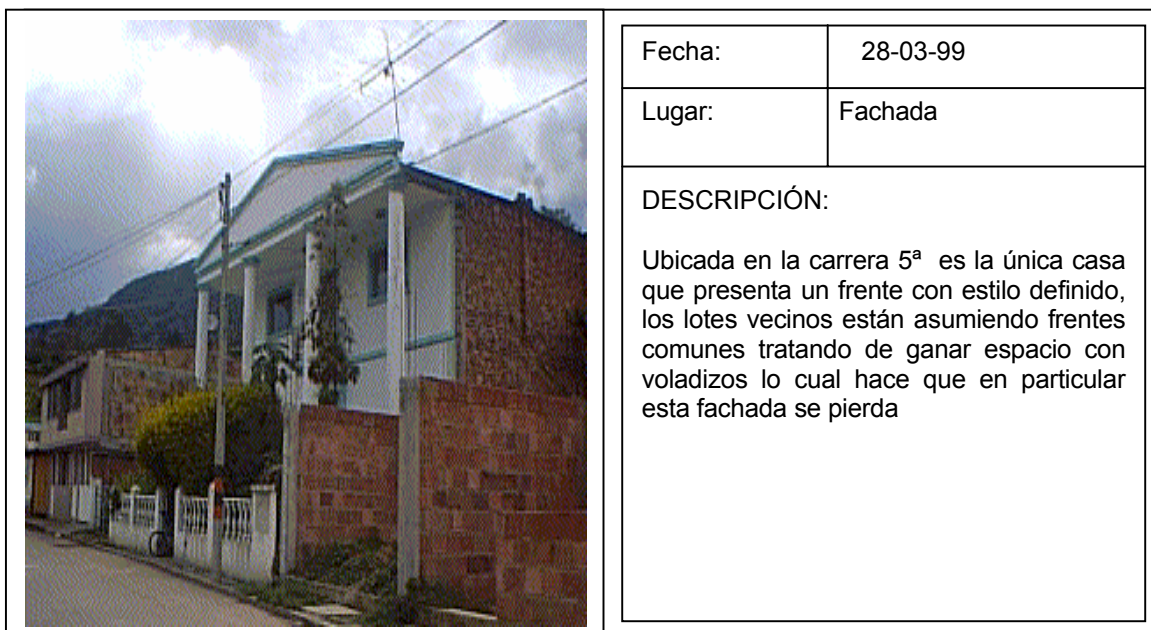 Fecha: 28-03-99
Lugar: Fachada
DESCRIPCIÓN:
Ubicada en la carrera 5ª es la única casa
que presenta un frente con estilo definido,
los lotes vecinos están asumiendo frentes
comunes tratando de ganar espacio con
voladizos lo cual hace que en particular
esta fachada se pierda